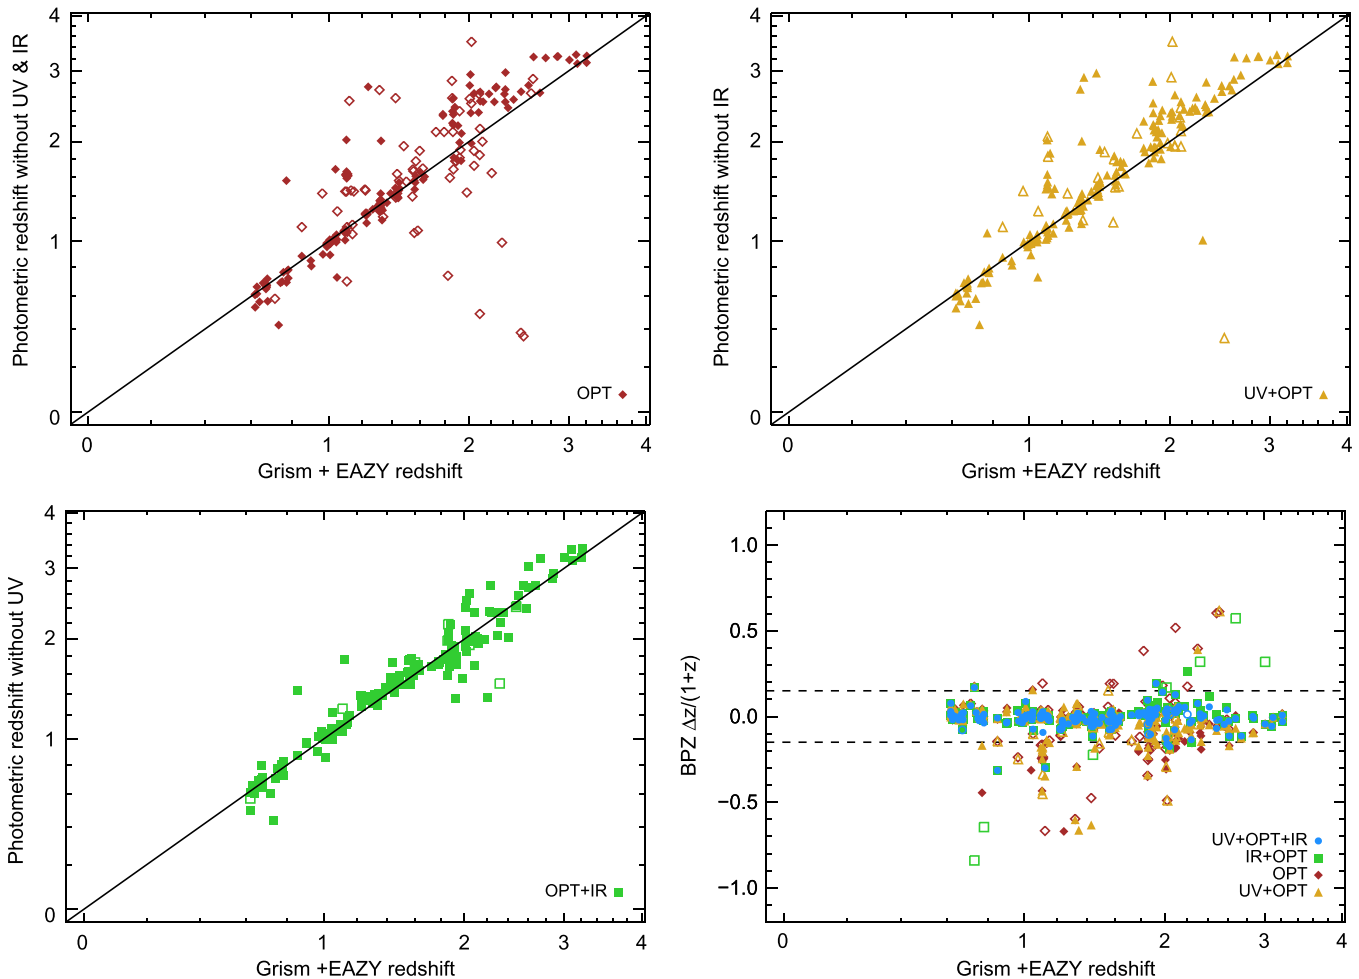 4
3
2
1
0
Photometric redshift without UV & IR
OPT
0 1 2 3 4
Grism + EAZY redshift
4
3
2
1
0
Photometric redshift without IR
UV+OPT
0 1 2 3 4
Grism +EAZY redshift
4
3
2
1
0
Photometric redshift without UV
OPT+IR
0 1 2 3 4
Grism +EAZY redshift
1.0
0.5
0.0
−0.5
−1.0
BPZ Δz/(1+z)
UV+OPT+IR
IR+OPT
OPT
UV+OPT
0 1 2 3 4
Grism +EAZY redshift